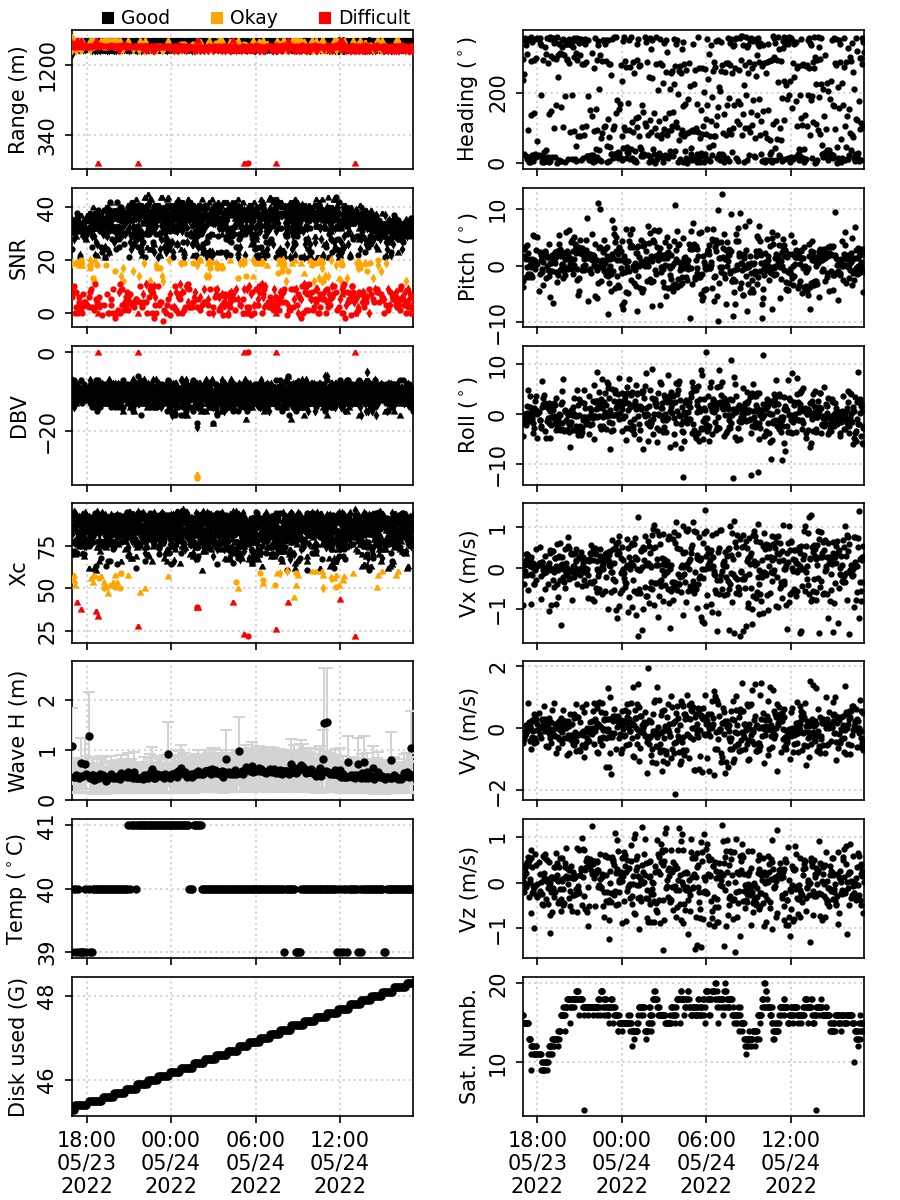 Good Okay Difficult
Range (m)
1200
340
SNR
40
20
0
DBV
0
−20
Xc
75
50
25
Wave H (m)
2
1
0
Temp (°C)
41
40
39
Disk used (G)
48
46
18:00 00:00 06:00 12:00
05/23 05/24 05/24 05/24
2022 2022 2022 2022
Heading (°)
200
0
Pitch (°)
10
0
−10
Roll (°)
10
0
−10
Vx (m/s)
1
0
−1
Vy (m/s)
2
0
−2
Vz (m/s)
1
0
−1
Sat. Numb.
20
10
18:00 00:00 06:00 12:00
05/23 05/24 05/24 05/24
2022 2022 2022 2022